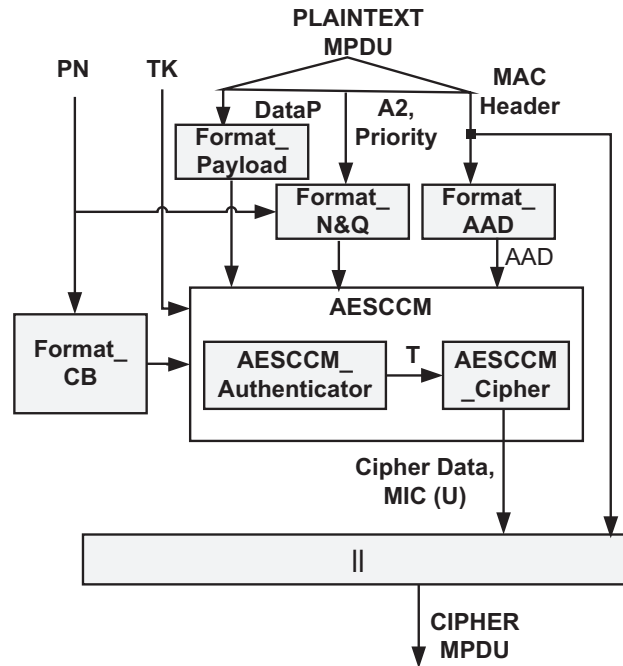 PLAINTEXT
MPDU
PN
TK
MAC
Header
DataP
A2,
Priority
Format_
Payload
Format_
N&Q
Format_
AAD
AAD
AESCCM
Format_
CB
AESCCM_
Authenticator
T
AESCCM
_Cipher
Cipher Data,
MIC (U)
||
CIPHER
MPDU